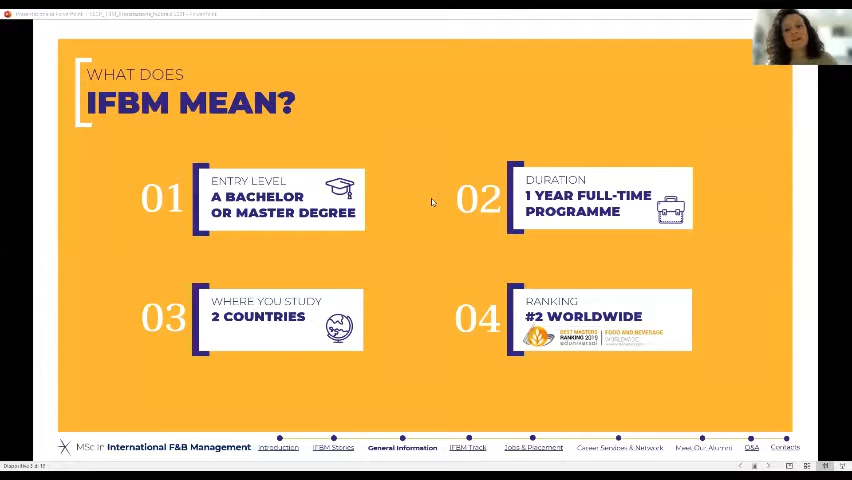 WHAT DOES
IFBM MEAN?
01
ENTRY LEVEL
A BACHELOR
OR MASTER DEGREE
02
DURATION
1 YEAR FULL-TIME
PROGRAMME
03
WHERE YOU STUDY
2 COUNTRIES
04
RANKING
#2 WORLDWIDE
BEST MASTERS
RANKING 2019
eduniversal
FOOD AND BEVERAGE
WORLDWIDE
MSc in International F&B Management
Introduction
IFBM Stories
General Information
IFBM Track
Jobs & Placement
Career Services & Network
Meet Our Alumni
Q&A
Contacts